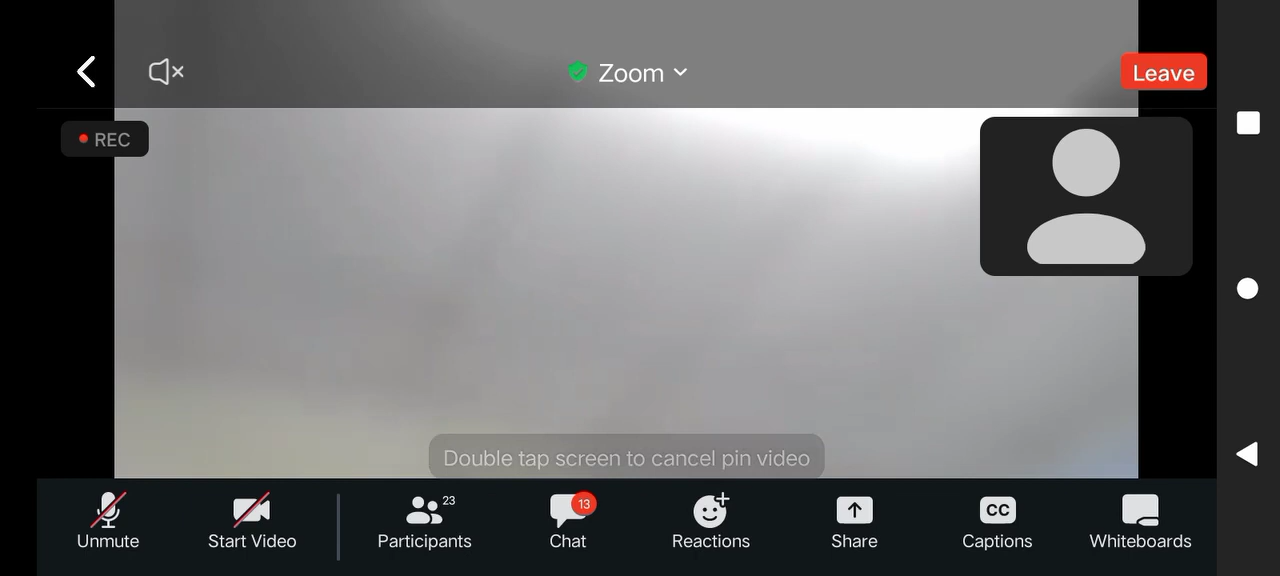 Zoom
Leave
REC
Double tap screen to cancel pin video
23
13
CC
Unmute
Start Video
Participants
Chat
Reactions
Share
Captions
Whiteboards